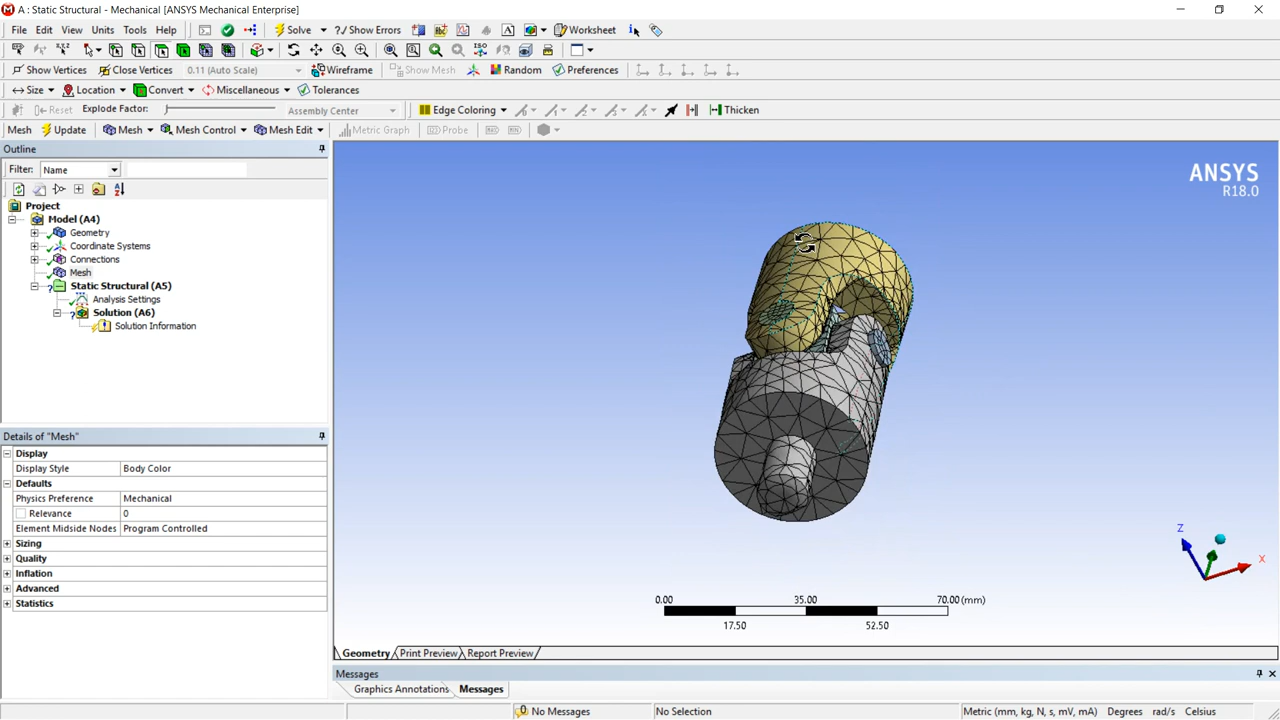 A : Static Structural - Mechanical [ANSYS Mechanical Enterprise]
File Edit View Units Tools Help Solve ?/ Show Errors Worksheet
Show Vertices Close Vertices 0.11 (Auto Scale) Wireframe Show Mesh Random Preferences
Size Location Convert Miscellaneous Tolerances
Reset Explode Factor: Assembly Center Edge Coloring Thicken
Mesh Update Mesh Mesh Control Mesh Edit Metric Graph Probe
Outline
Filter: Name
Project
Model (A4)
Geometry
Coordinate Systems
Connections
Mesh
Static Structural (A5)
Analysis Settings
Solution (A6)
Solution Information
Details of "Mesh"
Display
Display Style Body Color
Defaults
Physics Preference Mechanical
Relevance 0
Element Midside Nodes Program Controlled
Sizing
Quality
Inflation
Advanced
Statistics
ANSYS
R18.0
Z
X
0.00 35.00 70.00 (mm)
17.50 52.50
Geometry Print Preview Report Preview
Messages
Graphics Annotations Messages
No Messages No Selection Metric (mm, kg, N, s, mV, mA) Degrees rad/s Celsius